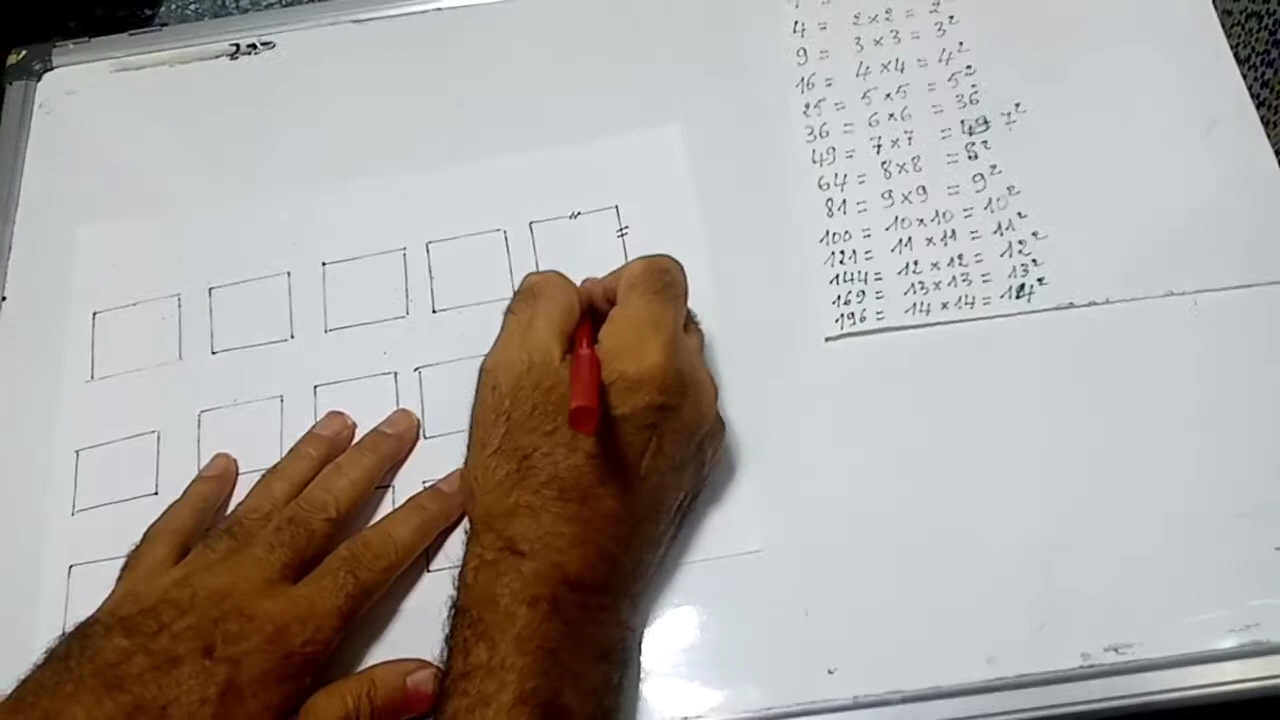 4 = 2×2 = 2²
9 = 3×3 = 3²
16 = 4×4 = 4²
25 = 5×5 = 5²
36 = 6×6 = 36
49 = 7×7 = 49 7²
64 = 8×8 = 8²
81 = 9×9 = 9²
100 = 10×10 = 10²
121 = 11×11 = 11²
144 = 12×12 = 12²
169 = 13×13 = 13²
196 = 14×14 = 14²